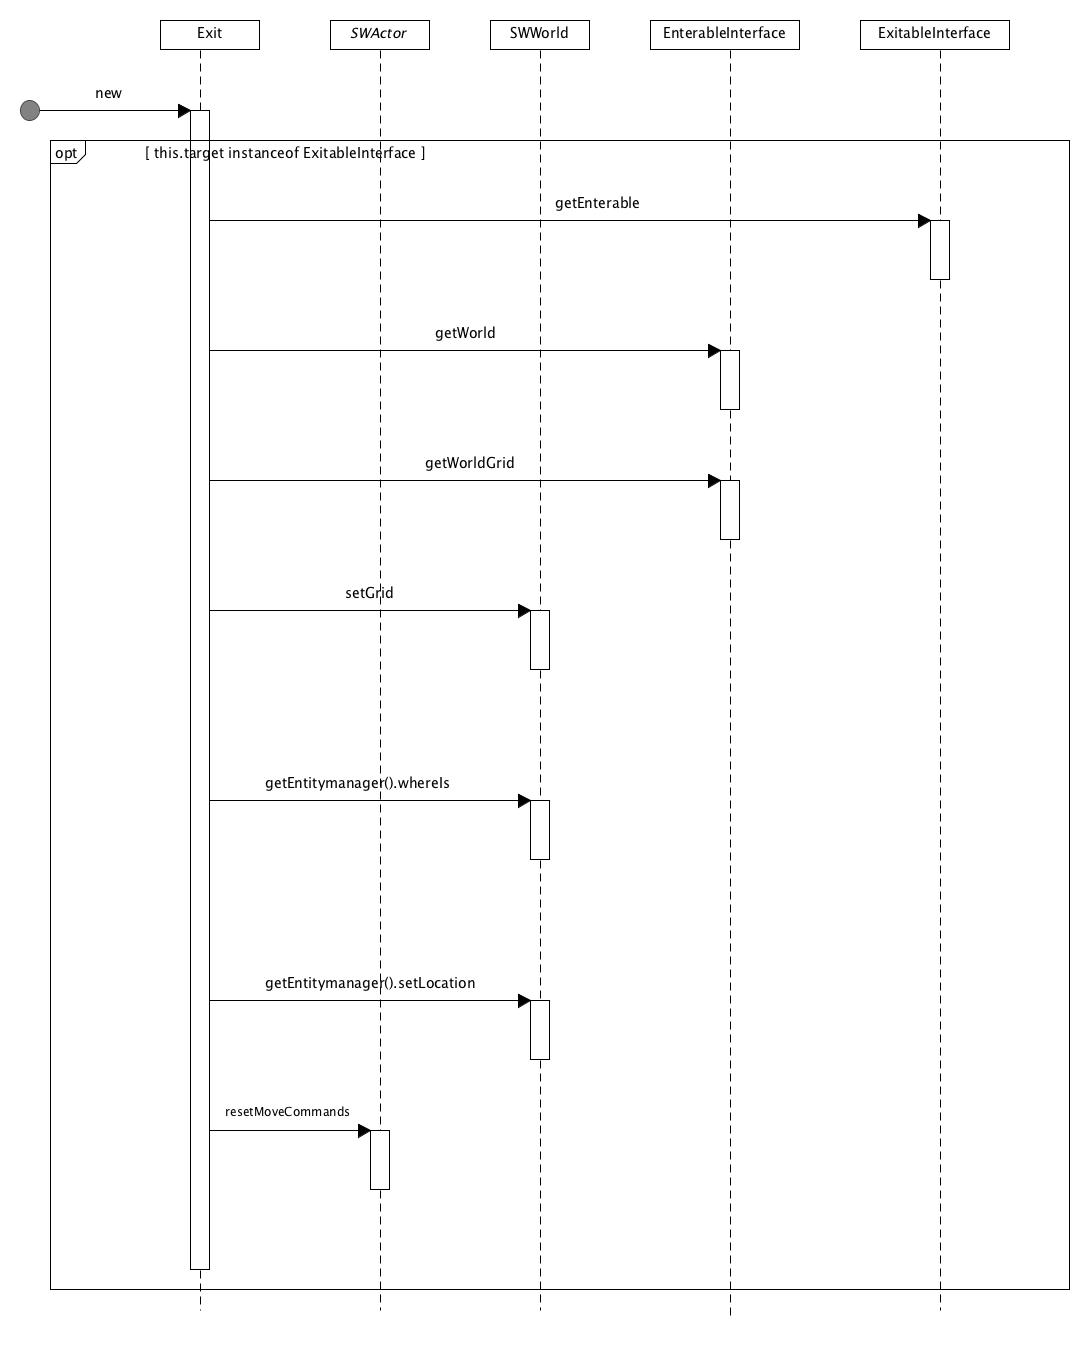 Exit
SWActor
SWWorld
EnterableInterface
ExitableInterface
new
opt
[ this.target instanceof ExitableInterface ]
getEnterable
getWorld
getWorldGrid
setGrid
getEntitymanager().whereIs
getEntitymanager().setLocation
resetMoveCommands